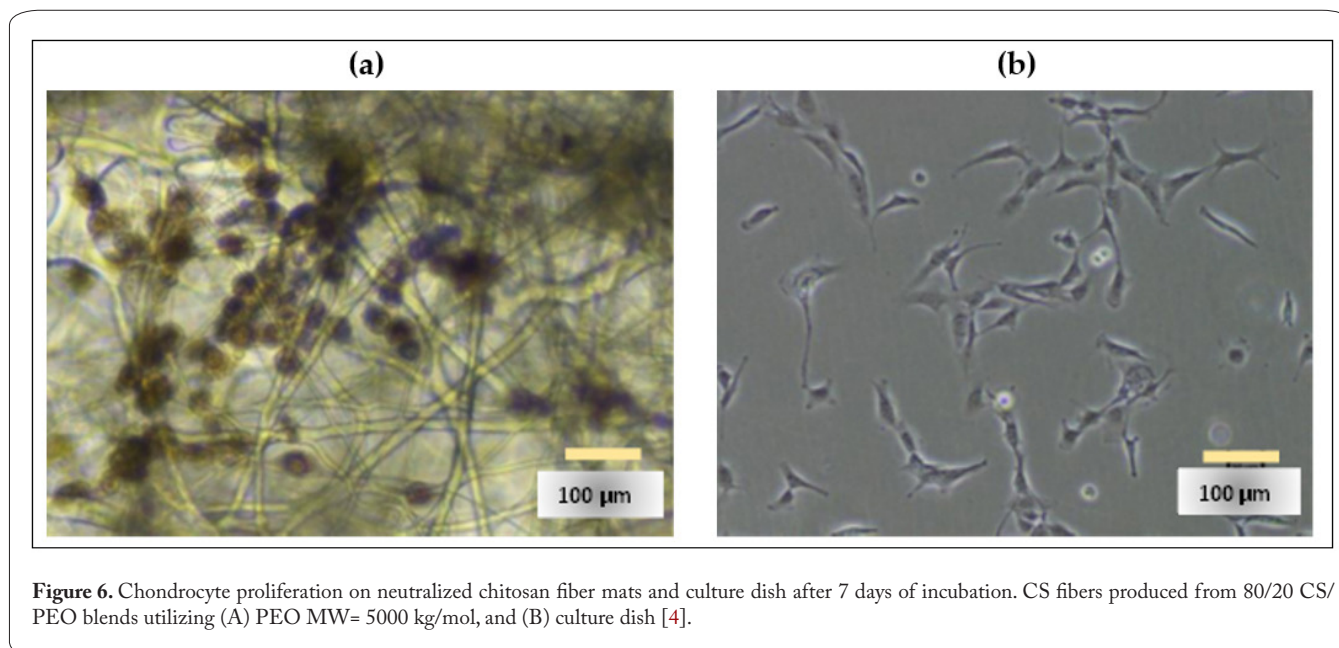 (a)
(b)
100 µm
100 µm
Figure 6. Chondrocyte proliferation on neutralized chitosan fiber mats and culture dish after 7 days of incubation. CS fibers produced from 80/20 CS/
PEO blends utilizing (A) PEO MW= 5000 kg/mol, and (B) culture dish [4].